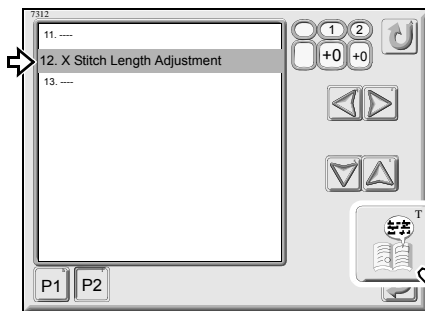 7312
11. ----
12. X Stitch Length Adjustment
13. ----
1 2
+0 +0
T
P1 P2